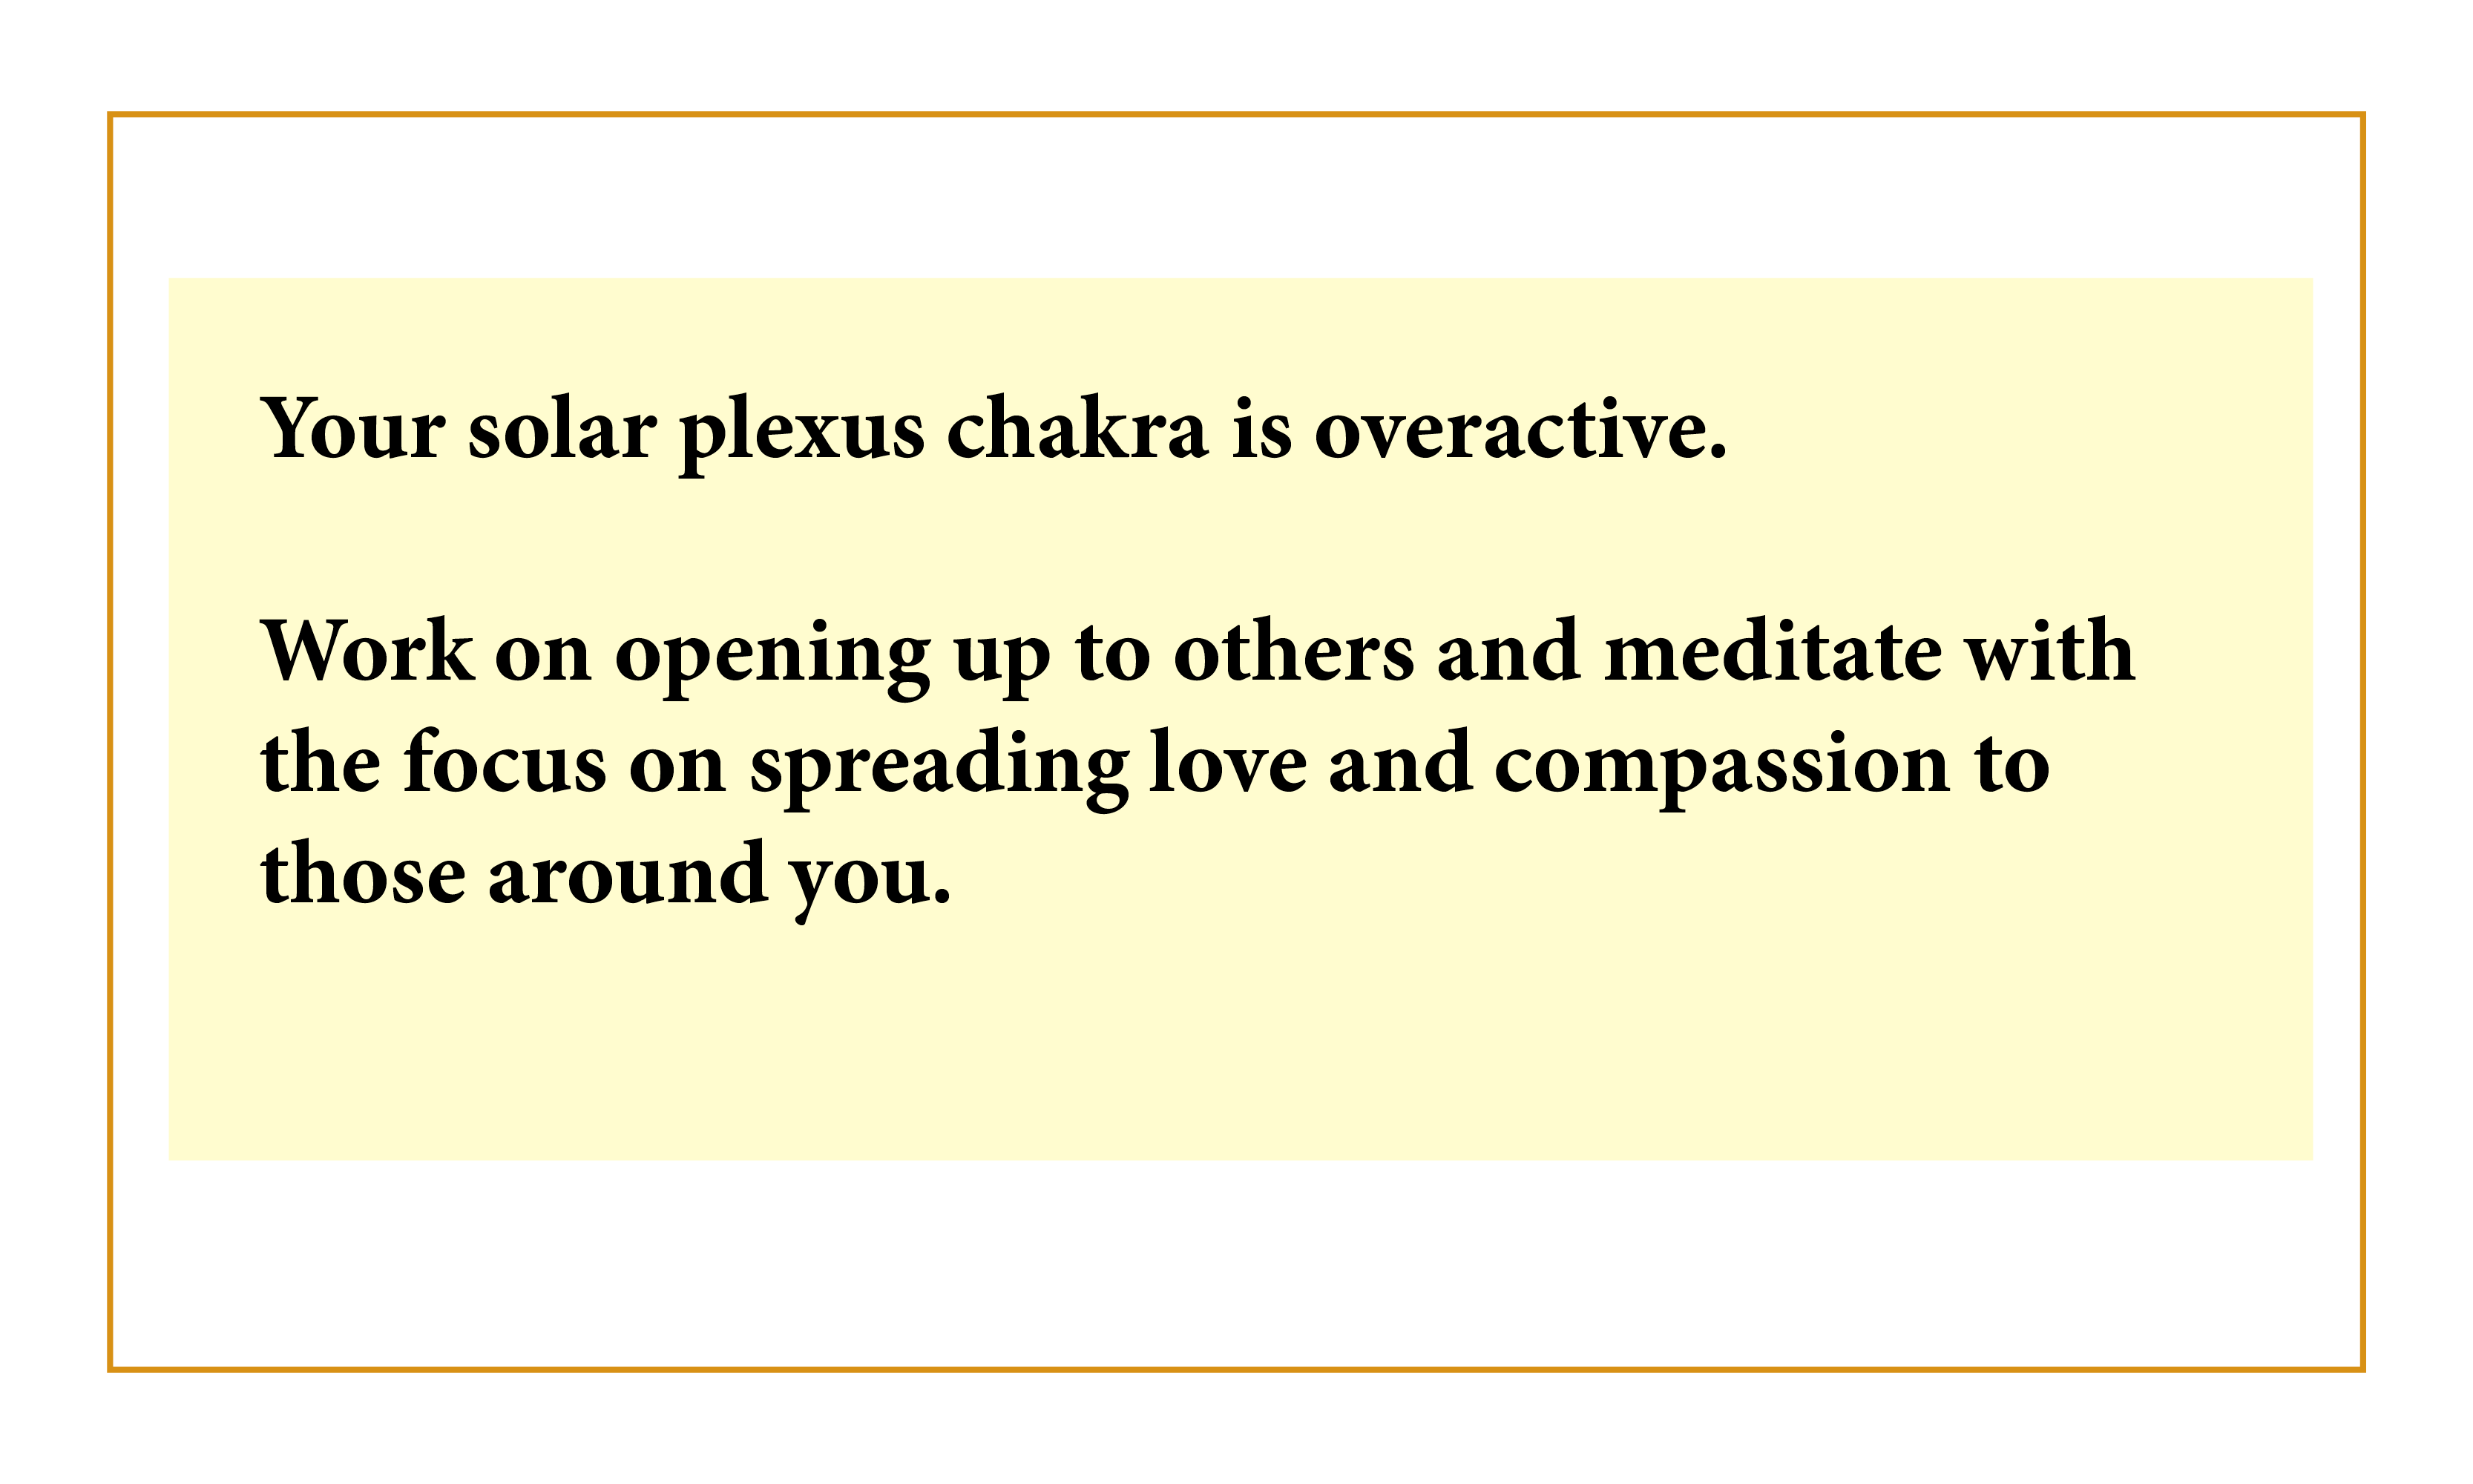 Your solar plexus chakra is overactive.
Work on opening up to others and meditate with
the focus on spreading love and compassion to
those around you.